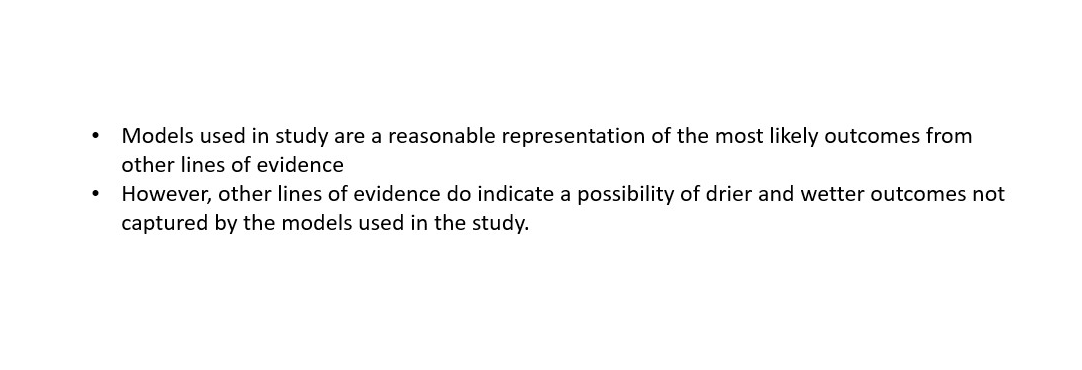 • Models used in study are a reasonable representation of the most likely outcomes from
other lines of evidence
• However, other lines of evidence do indicate a possibility of drier and wetter outcomes not
captured by the models used in the study.